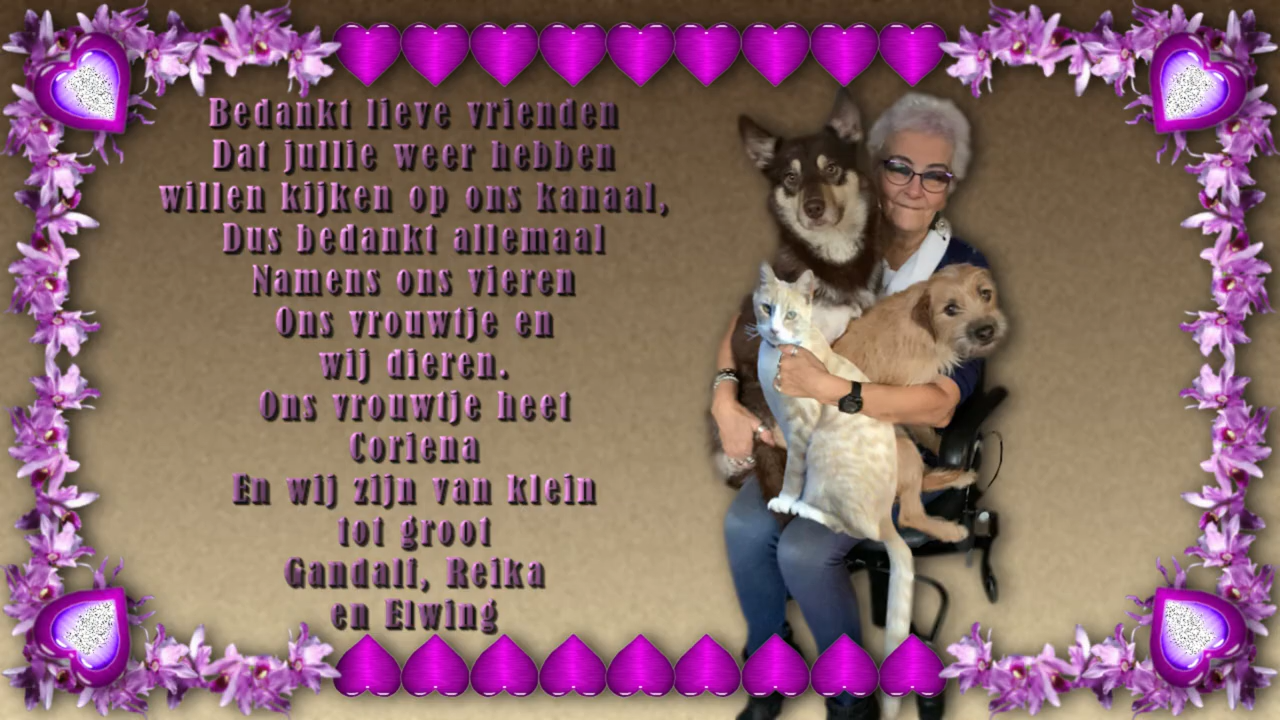 Bedankt lieve vrienden
Dat jullie weer hebben
willen kijken op ons kanaal,
Dus bedankt allemaal
Namens ons vieren
Ons vrouwtje en
wij dieren.
Ons vrouwtje heet
Coriena
En wij zijn van klein
tot groot
Gandalf, Reika
en Elwing